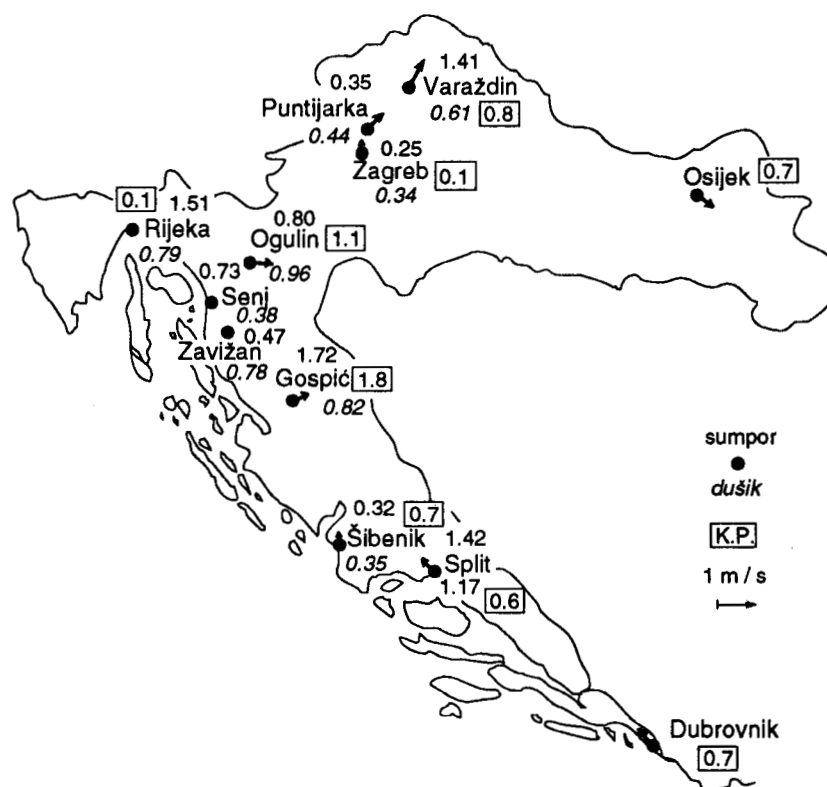 1.41
0.35
Varaždin
Puntijarka
0.61 0.8
0.44
0.25
Zagreb 0.1
0.34
Osijek 0.7
0.1 1.51
Rijeka
0.79
0.80
Ogulin 1.1
0.73 0.96
Senj
0.38
0.47
Zavižan
0.78
1.72
Gospić 1.8
0.82
sumpor
dušik
K.P.
1 m / s
0.32 0.7
Šibenik 1.42
0.35 Split
1.17 0.6
Dubrovnik
0.7